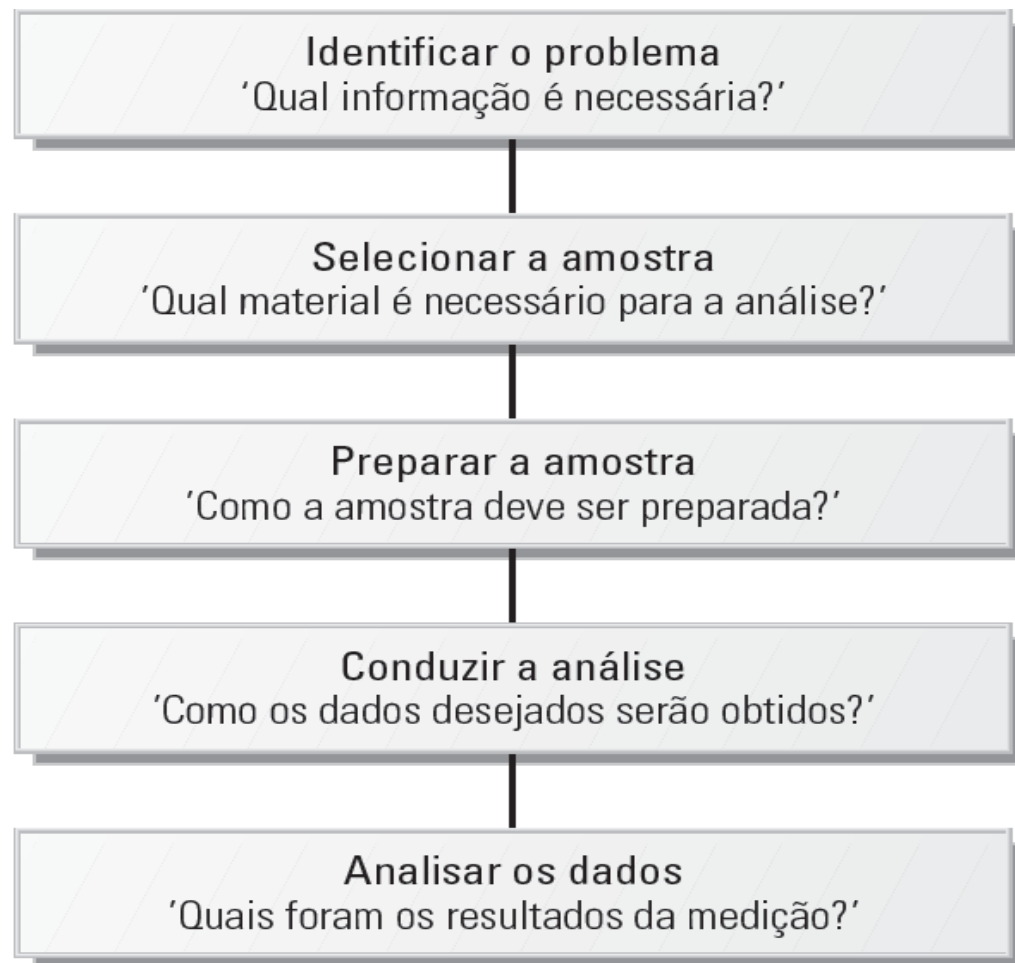 Identificar o problema
'Qual informação é necessária?'
Selecionar a amostra
'Qual material é necessário para a análise?'
Preparar a amostra
'Como a amostra deve ser preparada?'
Conduzir a análise
'Como os dados desejados serão obtidos?'
Analisar os dados
'Quais foram os resultados da medição?'